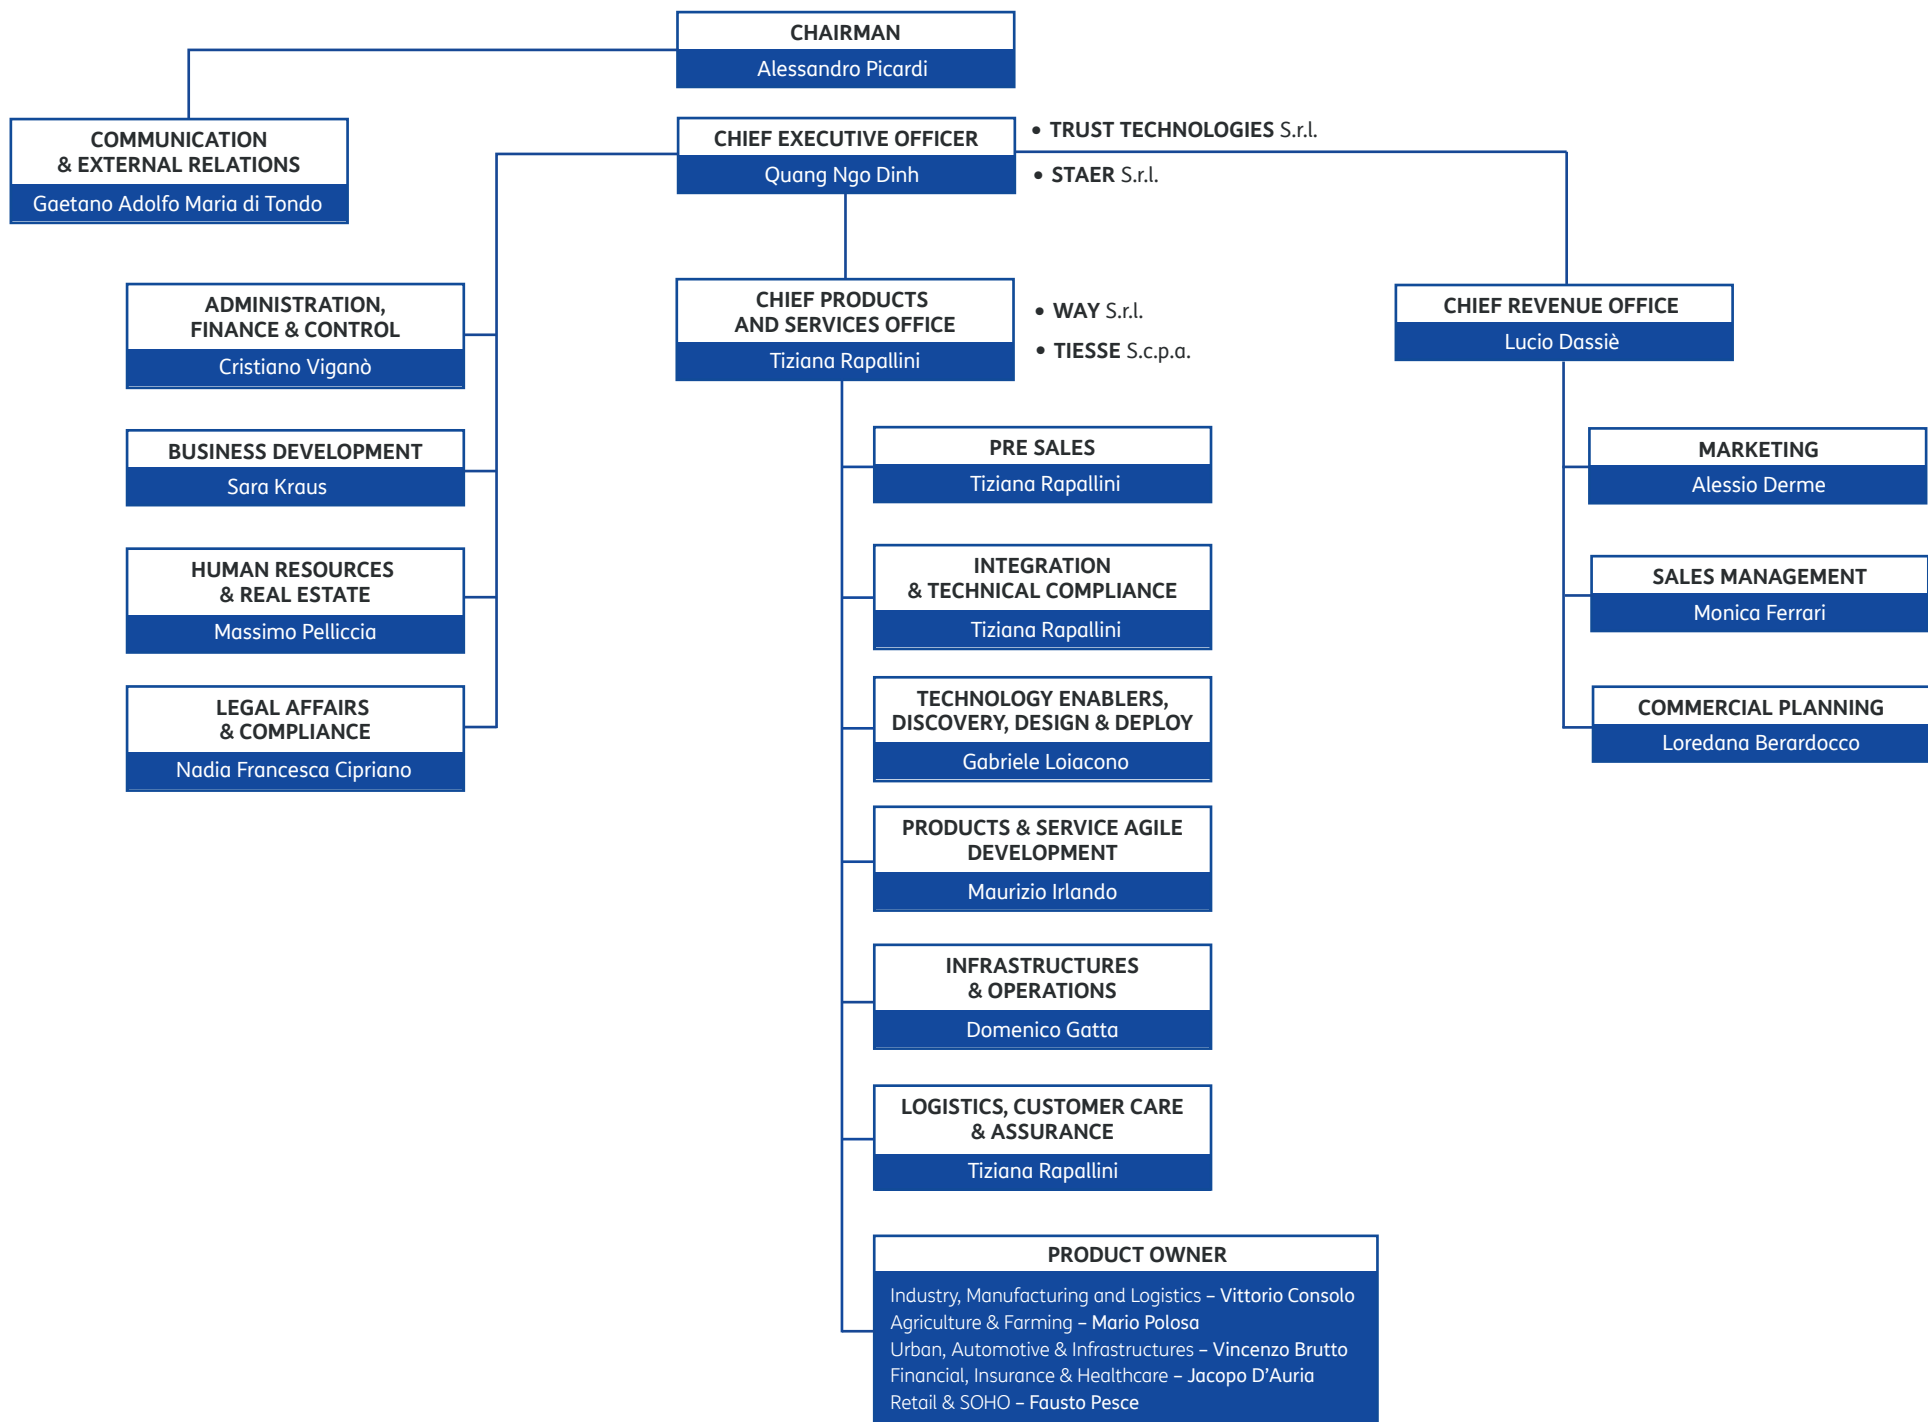 CHAIRMAN
Alessandro Picardi
COMMUNICATION
& EXTERNAL RELATIONS
Gaetano Adolfo Maria di Tondo
CHIEF EXECUTIVE OFFICER
Quang Ngo Dinh
• TRUST TECHNOLOGIES S.r.l.
• STAER S.r.l.
ADMINISTRATION,
FINANCE & CONTROL
Cristiano Viganò
BUSINESS DEVELOPMENT
Sara Kraus
HUMAN RESOURCES
& REAL ESTATE
Massimo Pelliccia
LEGAL AFFAIRS
& COMPLIANCE
Nadia Francesca Cipriano
CHIEF PRODUCTS
AND SERVICES OFFICE
Tiziana Rapallini
• WAY S.r.l.
• TIESSE S.c.p.a.
PRE SALES
Tiziana Rapallini
INTEGRATION
& TECHNICAL COMPLIANCE
Tiziana Rapallini
TECHNOLOGY ENABLERS,
DISCOVERY, DESIGN & DEPLOY
Gabriele Loiacono
PRODUCTS & SERVICE AGILE
DEVELOPMENT
Maurizio Irlando
INFRASTRUCTURES
& OPERATIONS
Domenico Gatta
LOGISTICS, CUSTOMER CARE
& ASSURANCE
Tiziana Rapallini
PRODUCT OWNER
Industry, Manufacturing and Logistics – Vittorio Consolo
Agriculture & Farming – Mario Polosa
Urban, Automotive & Infrastructures – Vincenzo Brutto
Financial, Insurance & Healthcare – Jacopo D’Auria
Retail & SOHO – Fausto Pesce
CHIEF REVENUE OFFICE
Lucio Dassiè
MARKETING
Alessio Derme
SALES MANAGEMENT
Monica Ferrari
COMMERCIAL PLANNING
Loredana Berardocco